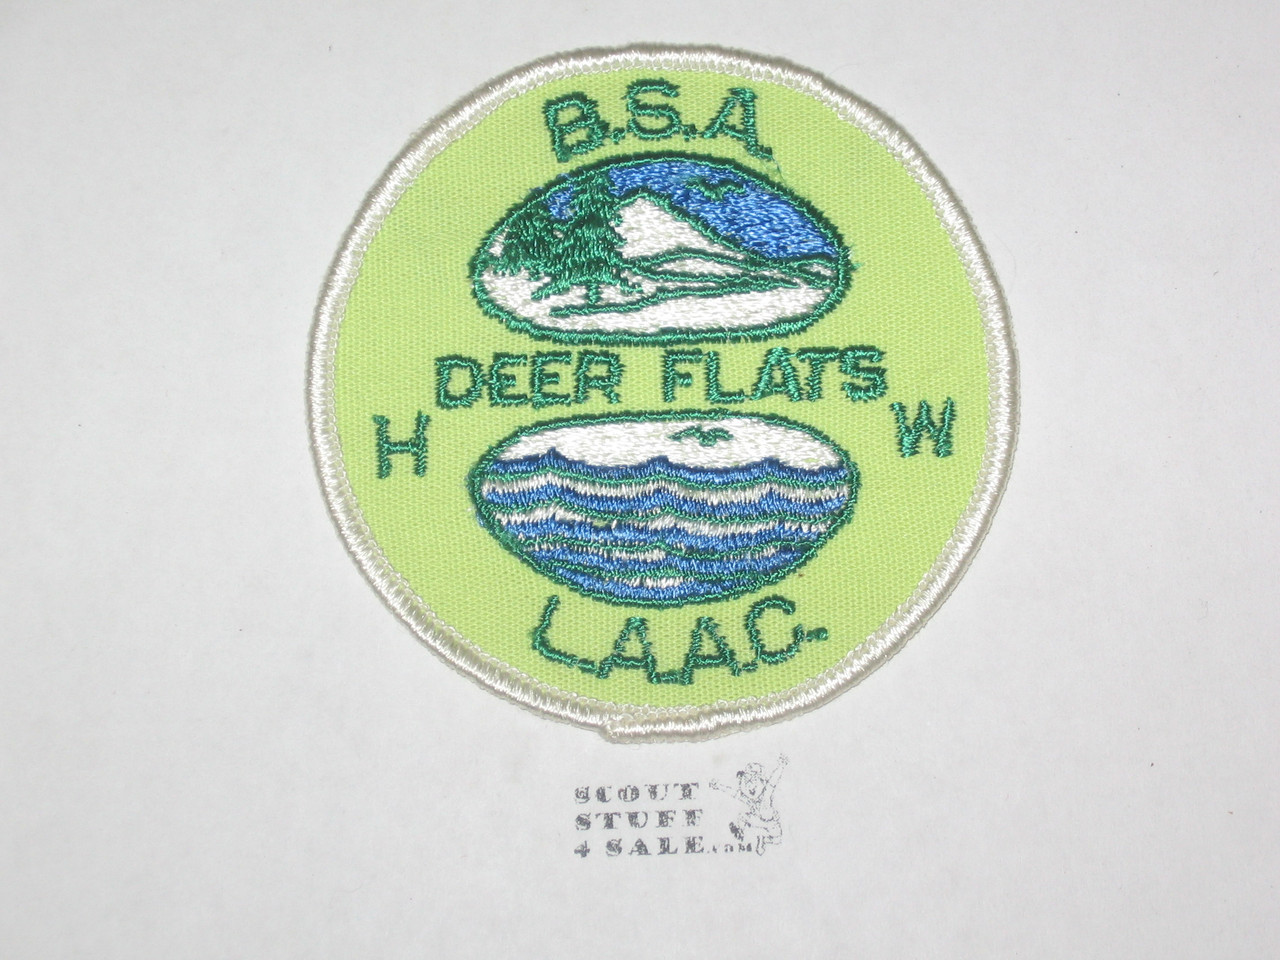 B.S.A.
DEER FLATS
H W
L.A.A.C.
SCOUT
STUFF
4 SALE.com